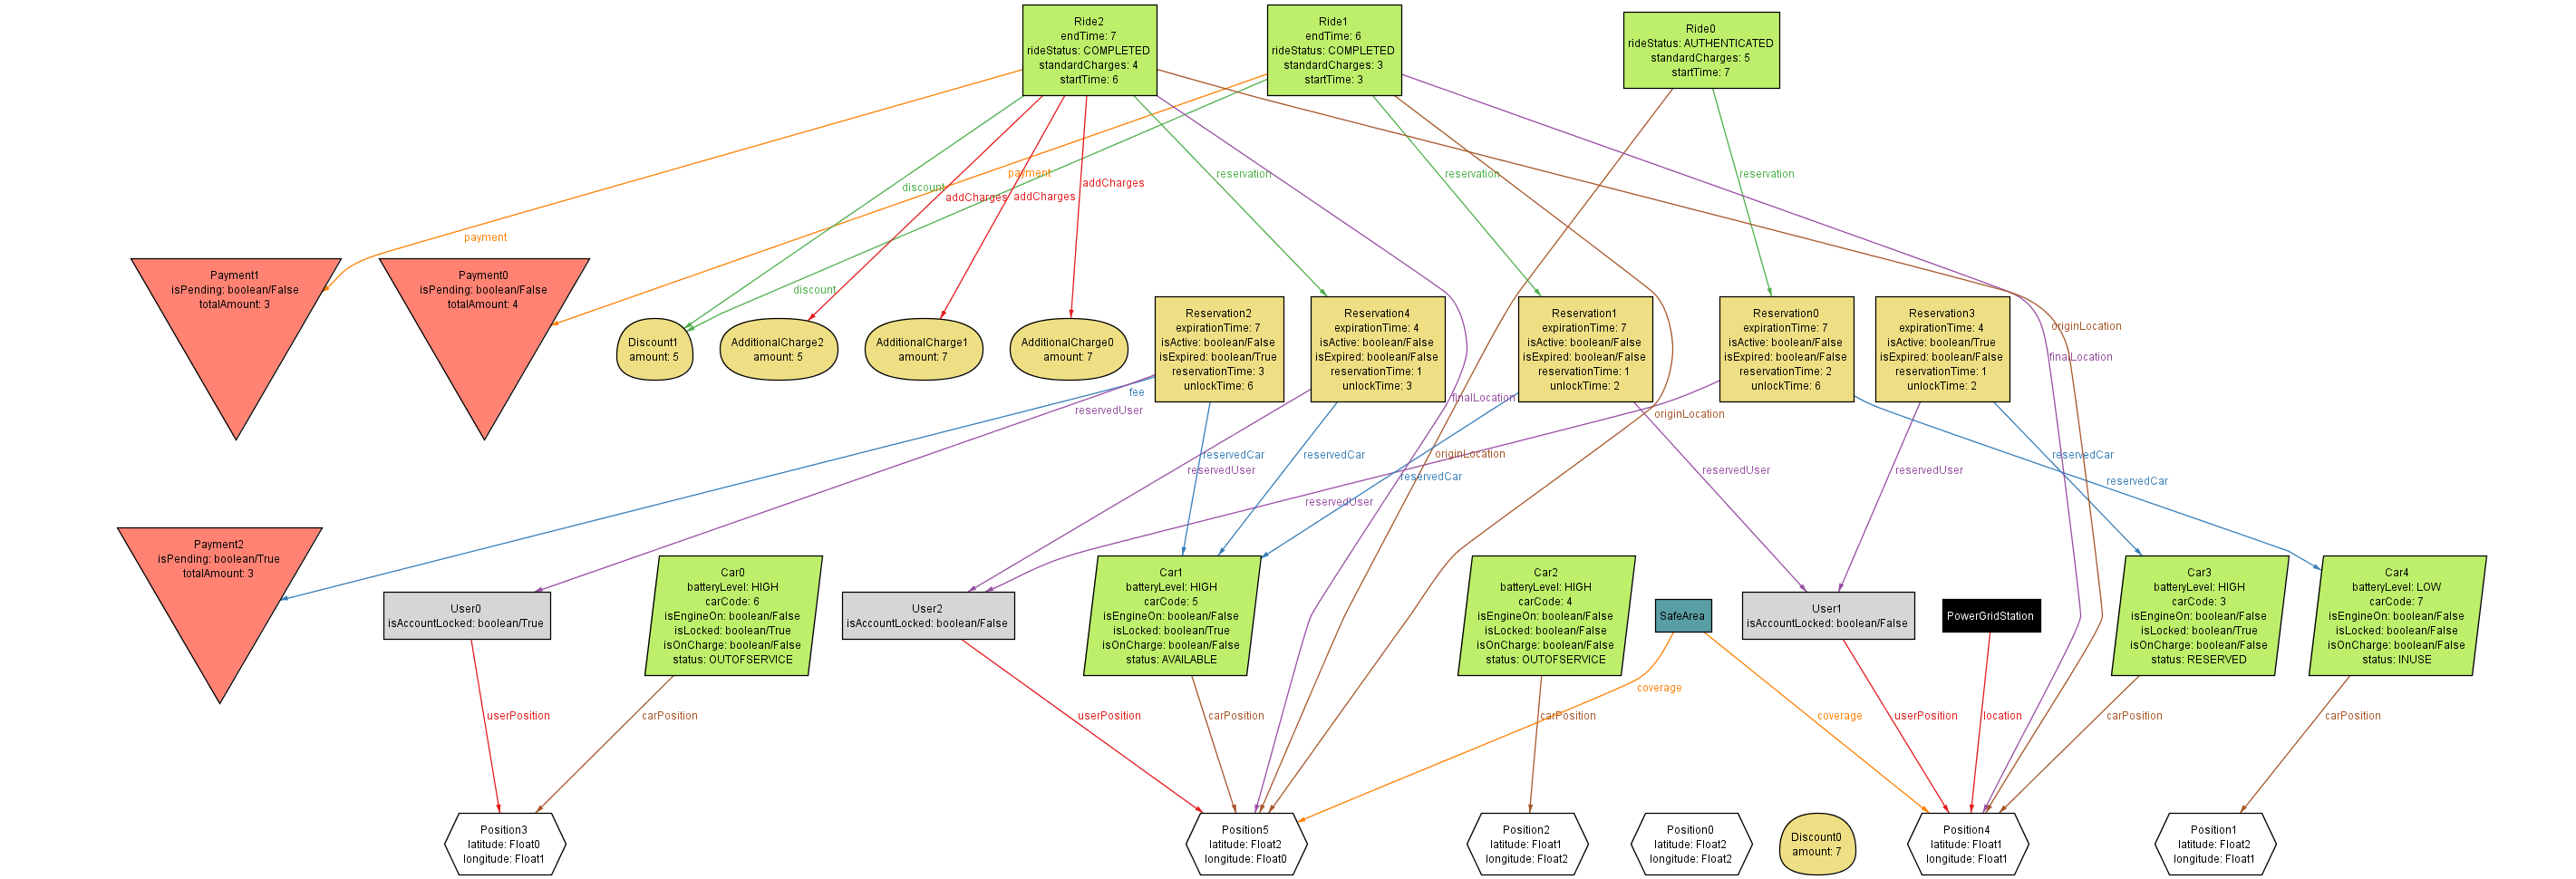 Ride2
endTime: 7
rideStatus: COMPLETED
standardCharges: 4
startTime: 6
Ride1
endTime: 6
rideStatus: COMPLETED
standardCharges: 3
startTime: 3
Ride0
rideStatus: AUTHENTICATED
standardCharges: 5
startTime: 7
payment
reservation
reservation
reservation
addCharges
discount
addCharges
addCharges
payment
discount
originLocation
finalLocation
Payment1
isPending: boolean/False
totalAmount: 3
Payment0
isPending: boolean/False
totalAmount: 4
Discount1
amount: 5
AdditionalCharge2
amount: 5
AdditionalCharge1
amount: 7
AdditionalCharge0
amount: 7
Reservation2
expirationTime: 7
isActive: boolean/False
isExpired: boolean/True
reservationTime: 3
unlockTime: 6
Reservation4
expirationTime: 4
isActive: boolean/False
isExpired: boolean/False
reservationTime: 1
unlockTime: 3
Reservation1
expirationTime: 7
isActive: boolean/False
isExpired: boolean/False
reservationTime: 1
unlockTime: 2
Reservation0
expirationTime: 7
isActive: boolean/False
isExpired: boolean/False
reservationTime: 2
unlockTime: 6
Reservation3
expirationTime: 4
isActive: boolean/True
isExpired: boolean/False
reservationTime: 1
unlockTime: 2
fee
reservedUser
finalLocation
originLocation
reservedCar
reservedUser
reservedCar
originLocation
reservedCar
reservedUser
reservedUser
reservedUser
reservedCar
reservedCar
Payment2
isPending: boolean/True
totalAmount: 3
User0
isAccountLocked: boolean/True
Car0
batteryLevel: HIGH
carCode: 6
isEngineOn: boolean/False
isLocked: boolean/True
isOnCharge: boolean/False
status: OUTOFSERVICE
User2
isAccountLocked: boolean/False
Car1
batteryLevel: HIGH
carCode: 5
isEngineOn: boolean/False
isLocked: boolean/True
isOnCharge: boolean/False
status: AVAILABLE
Car2
batteryLevel: HIGH
carCode: 4
isEngineOn: boolean/False
isLocked: boolean/False
isOnCharge: boolean/False
status: OUTOFSERVICE
SafeArea
User1
isAccountLocked: boolean/False
PowerGridStation
Car3
batteryLevel: HIGH
carCode: 3
isEngineOn: boolean/False
isLocked: boolean/True
isOnCharge: boolean/False
status: RESERVED
Car4
batteryLevel: LOW
carCode: 7
isEngineOn: boolean/False
isLocked: boolean/False
isOnCharge: boolean/False
status: INUSE
userPosition
carPosition
userPosition
carPosition
carPosition
coverage
coverage
userPosition
location
carPosition
carPosition
Position3
latitude: Float0
longitude: Float1
Position5
latitude: Float2
longitude: Float0
Position2
latitude: Float1
longitude: Float2
Position0
latitude: Float2
longitude: Float2
Discount0
amount: 7
Position4
latitude: Float1
longitude: Float1
Position1
latitude: Float2
longitude: Float1